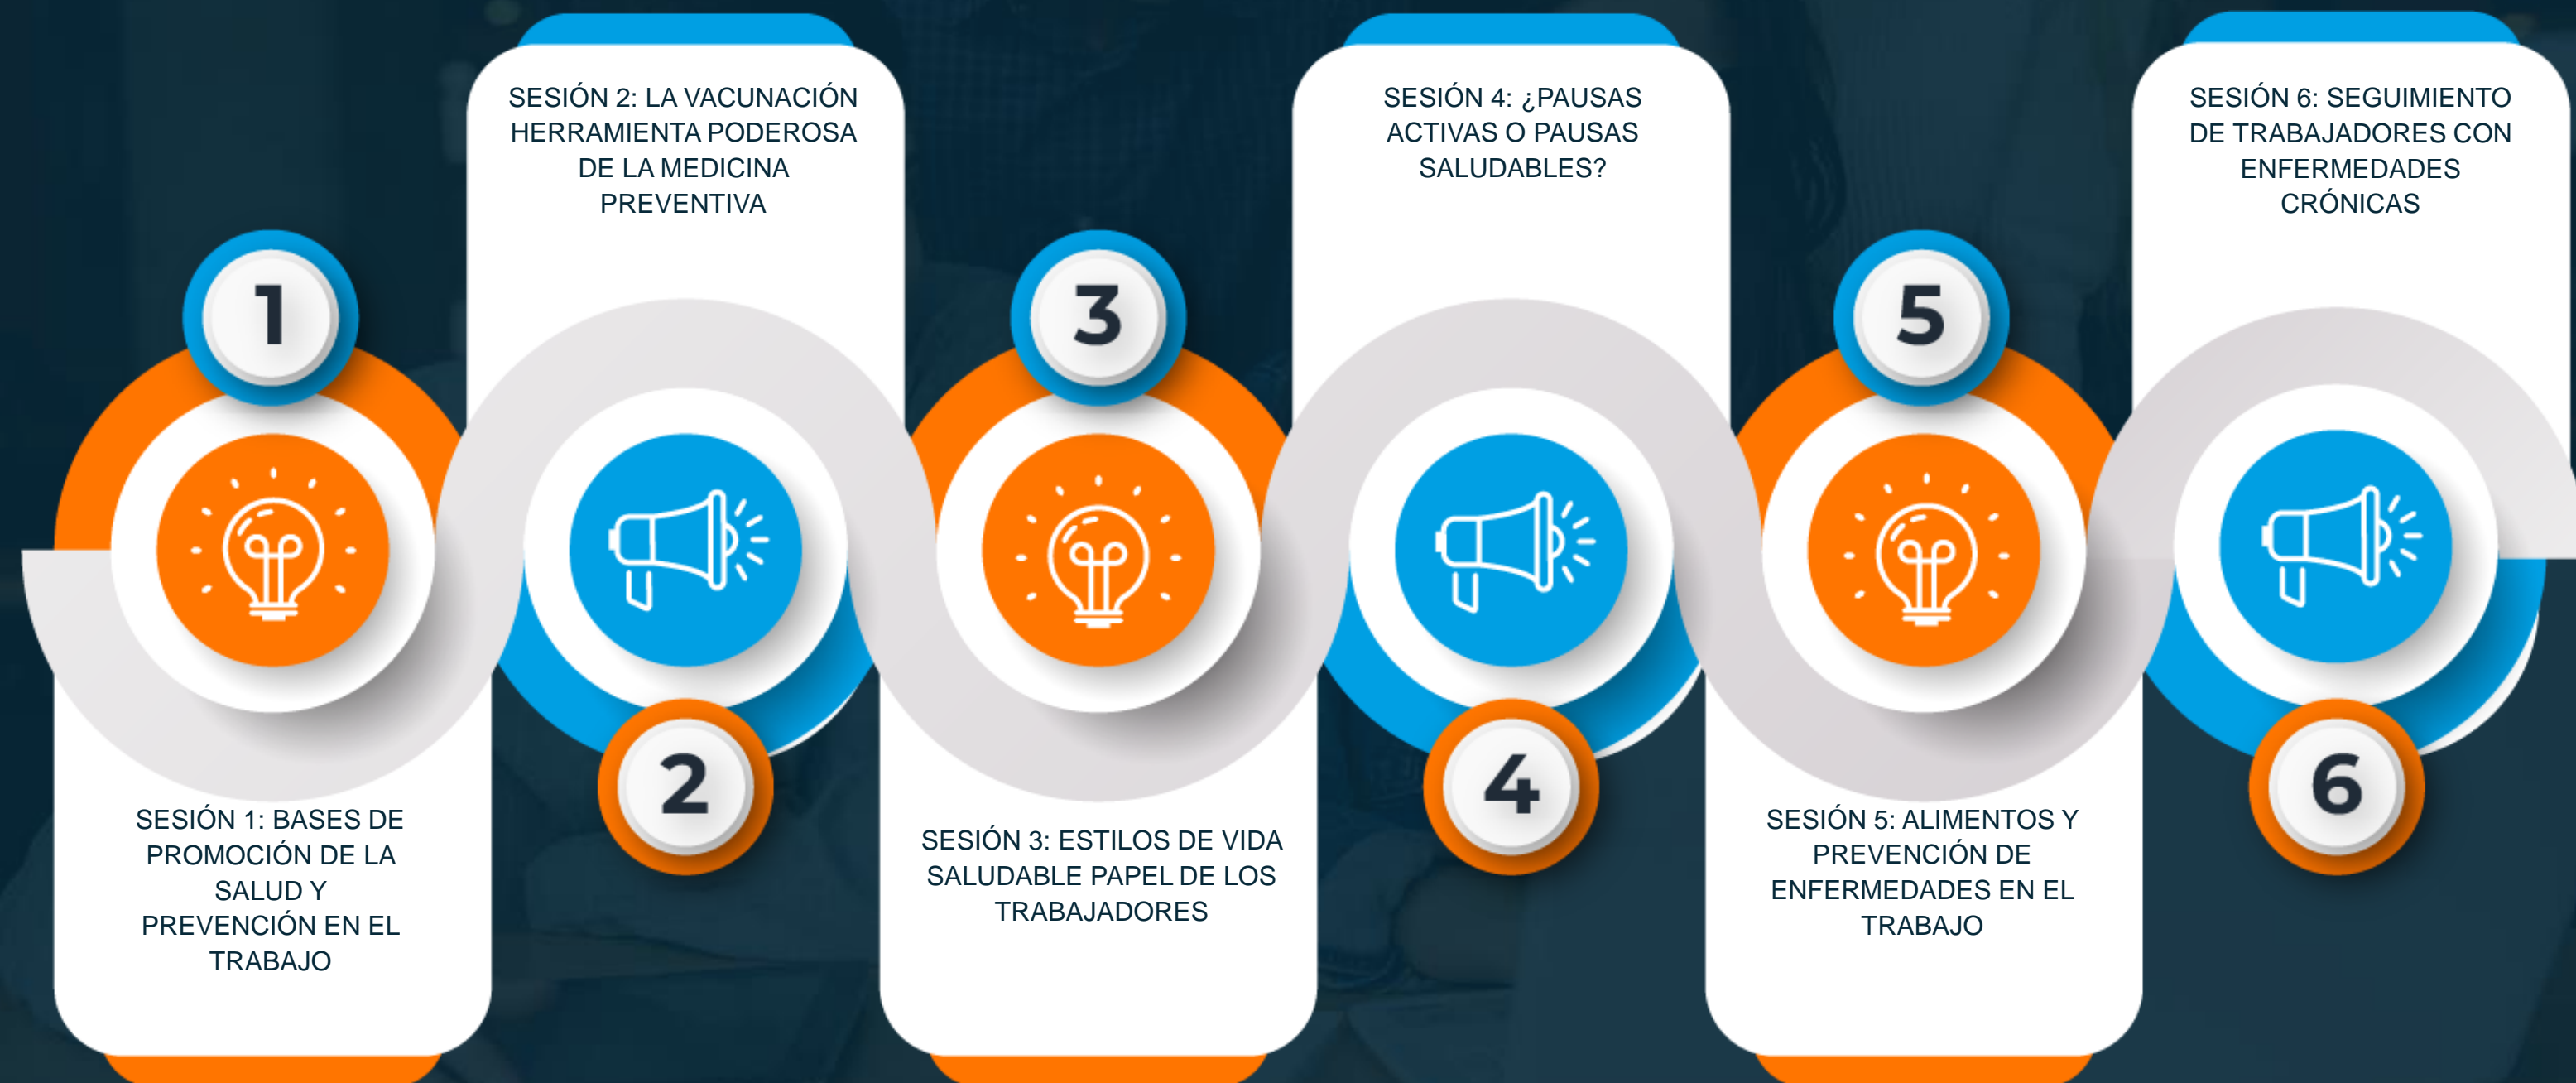 1
SESIÓN 1: BASES DE
PROMOCIÓN DE LA
SALUD Y
PREVENCIÓN EN EL
TRABAJO
SESIÓN 2: LA VACUNACIÓN
HERRAMIENTA PODEROSA
DE LA MEDICINA
PREVENTIVA
2
3
SESIÓN 3: ESTILOS DE VIDA
SALUDABLE PAPEL DE LOS
TRABAJADORES
SESIÓN 4: ¿PAUSAS
ACTIVAS O PAUSAS
SALUDABLES?
4
5
SESIÓN 5: ALIMENTOS Y
PREVENCIÓN DE
ENFERMEDADES EN EL
TRABAJO
SESIÓN 6: SEGUIMIENTO
DE TRABAJADORES CON
ENFERMEDADES
CRÓNICAS
6